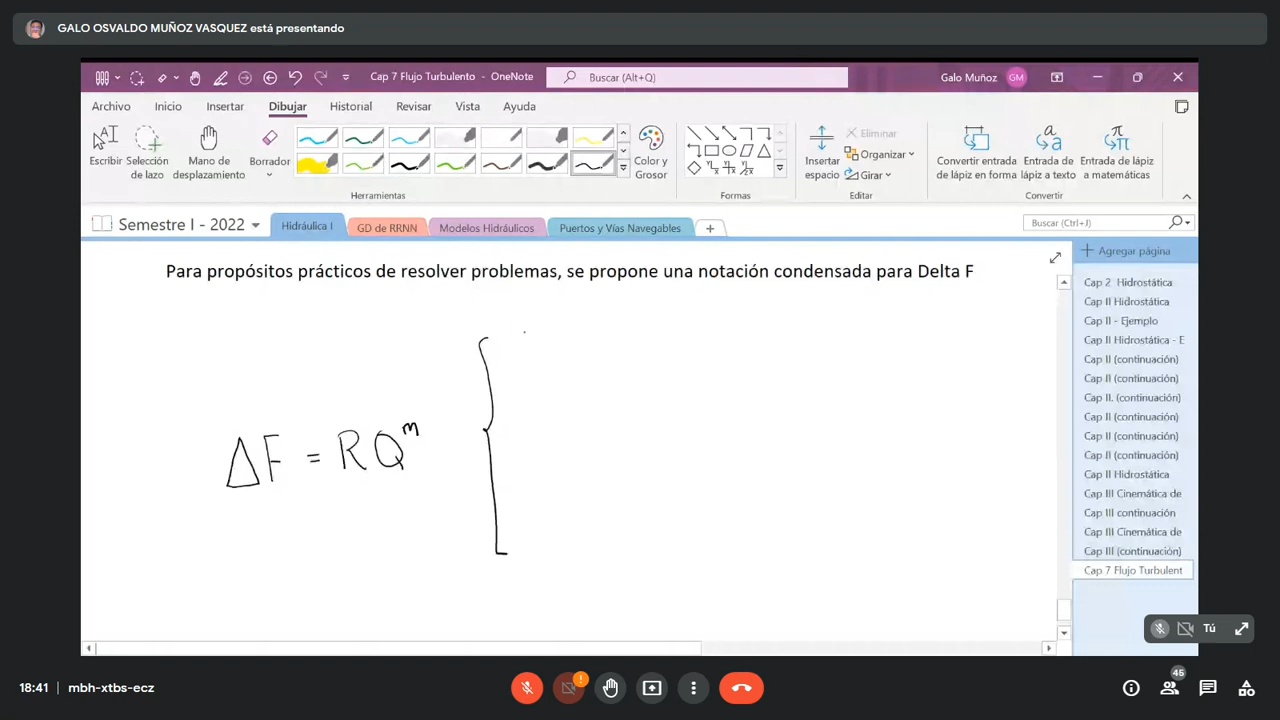 GALO OSVALDO MUÑOZ VASQUEZ está presentando
Cap 7 Flujo Turbulento - OneNote
Buscar (Alt+Q)
Galo Muñoz
GM
Archivo Inicio Insertar Dibujar Historial Revisar Vista Ayuda
Escribir
Selección de lazo
Mano de desplazamiento
Borrador
Color y Grosor
Insertar espacio
Eliminar
Organizar
Girar
Convertir entrada de lápiz en forma
Entrada de lápiz a texto
Entrada de lápiz a matemáticas
Herramientas Formas Editar Convertir
Semestre I - 2022
Hidráulica I
GD de RRNN
Modelos Hidráulicos
Puertos y Vías Navegables
Buscar (Ctrl+J)
Para propósitos prácticos de resolver problemas, se propone una notación condensada para Delta F
ΔF = RQ^m
Agregar página
Cap 2 Hidrostática
Cap II Hidrostática
Cap II - Ejemplo
Cap II Hidrostática - E
Cap II (continuación)
Cap II (continuación)
Cap II. (continuación)
Cap II (continuación)
Cap II (continuación)
Cap II (continuación)
Cap II Hidrostática
Cap III Cinemática de
Cap III continuación
Cap III Cinemática de
Cap III (continuación)
Cap 7 Flujo Turbulent
Tú
18:41 | mbh-xtbs-ecz
45